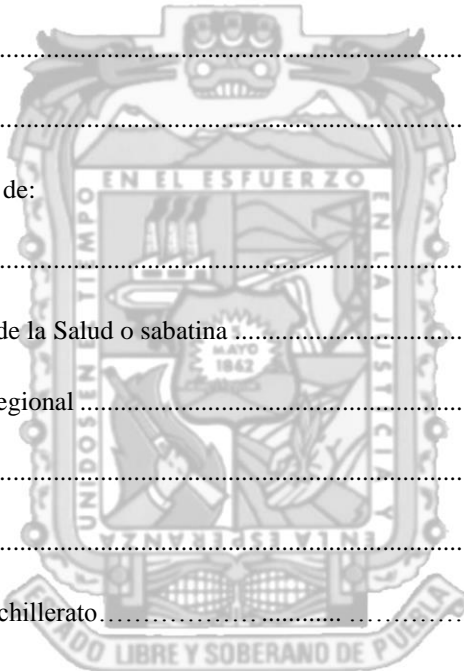 ................................................................
................................................................
de:
................................................................
de la Salud o sabatina ..................................
egional ........................................................
................................................................
................................................................
chillerato……………… ........... ………………
EN EL ESFUERZO
EN LA JUSTICIA Y
EN LA ESPERANZA
UNIDOS EN EL TIEMPO
MAYO
1862
LIBRE Y SOBERANO DE PUEBLA